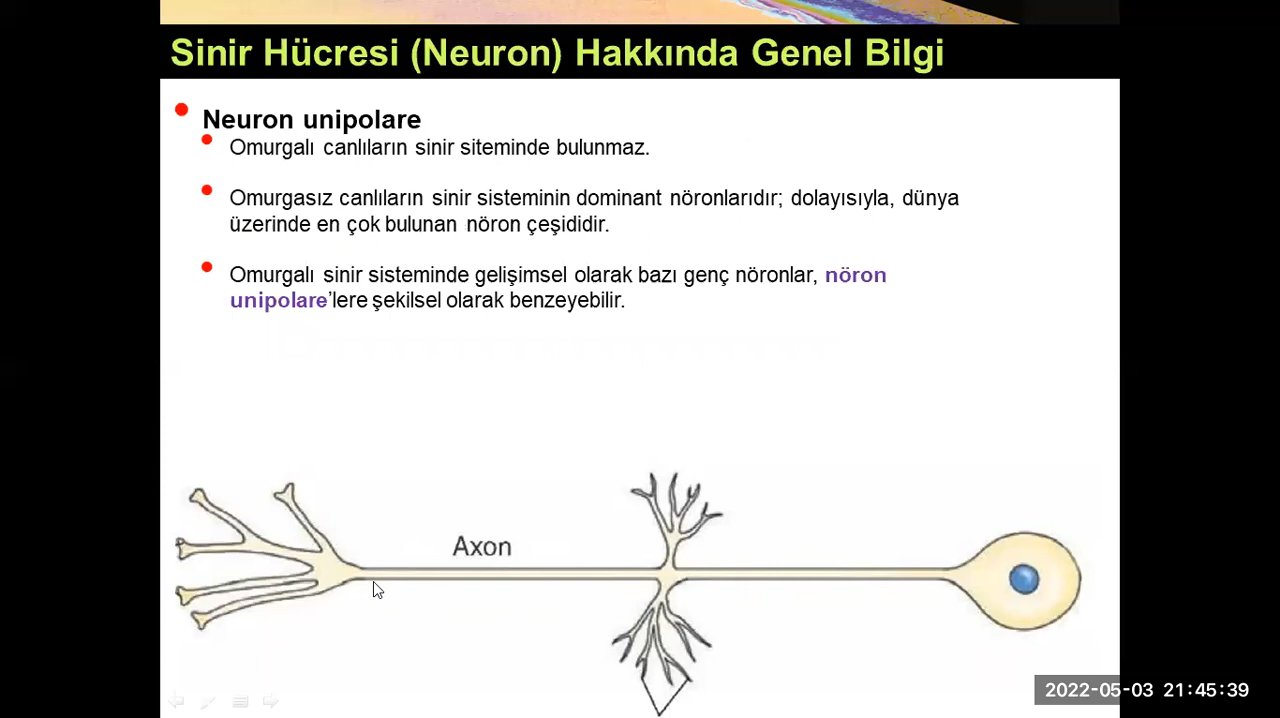 Sinir Hücresi (Neuron) Hakkında Genel Bilgi
Neuron unipolare
Omurgalı canlıların sinir siteminde bulunmaz.
Omurgasız canlıların sinir sisteminin dominant nöronlarıdır; dolayısıyla, dünya
üzerinde en çok bulunan nöron çeşididir.
Omurgalı sinir sisteminde gelişimsel olarak bazı genç nöronlar, nöron
unipolare’lere şekilsel olarak benzeyebilir.
Axon
2022-05-03 21:45:39